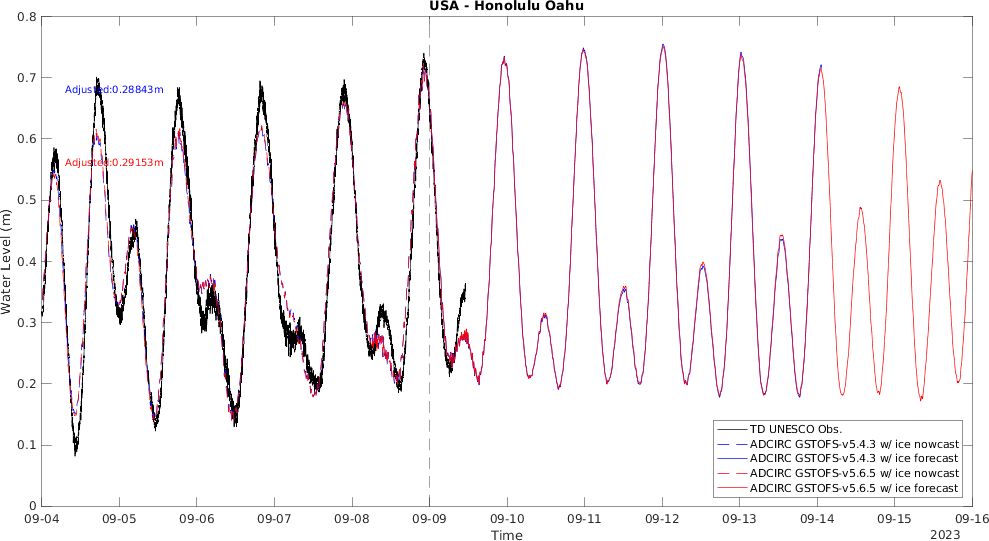 USA - Honolulu Oahu
0.8
0.7
0.6
0.5
0.4
0.3
0.2
0.1
0
Water Level (m)
Adjusted:0.28843m
Adjusted:0.29153m
TD UNESCO Obs.
ADCIRC GSTOFS-v5.4.3 w/ ice nowcast
ADCIRC GSTOFS-v5.4.3 w/ ice forecast
ADCIRC GSTOFS-v5.6.5 w/ ice nowcast
ADCIRC GSTOFS-v5.6.5 w/ ice forecast
09-04 09-05 09-06 09-07 09-08 09-09 09-10 09-11 09-12 09-13 09-14 09-15 09-16
Time
2023